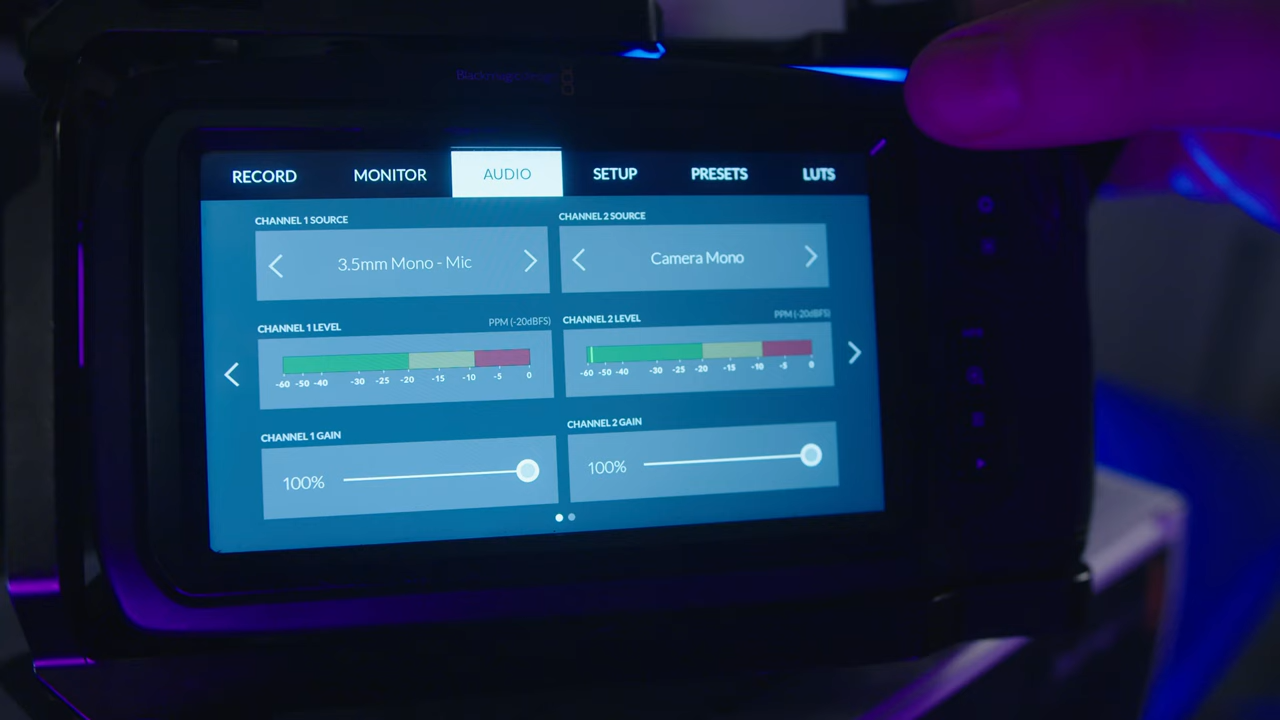 Blackmagicdesign
RECORD MONITOR AUDIO SETUP PRESETS LUTS
CHANNEL 1 SOURCE CHANNEL 2 SOURCE
3.5mm Mono - Mic Camera Mono
CHANNEL 1 LEVEL PPM (-20dBFS) CHANNEL 2 LEVEL PPM (-20dBFS)
-60 -50 -40 -30 -25 -20 -15 -10 -5 0 -60 -50 -40 -30 -25 -20 -15 -10 -5 0
CHANNEL 1 GAIN CHANNEL 2 GAIN
100% 100%